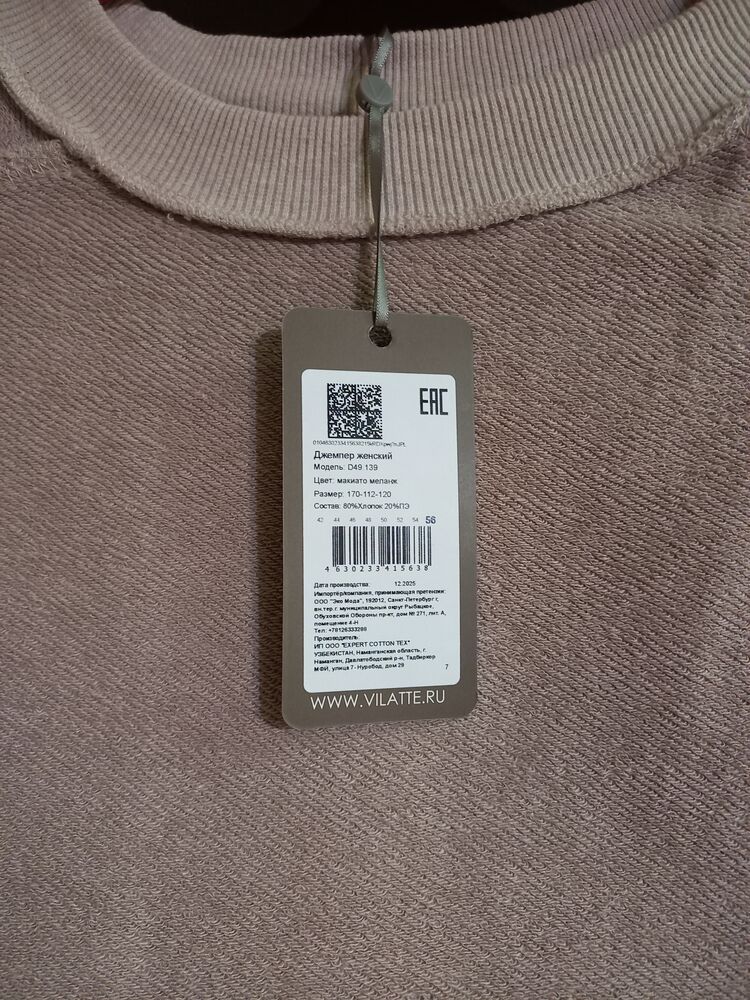 EAC
Джемпер женский
Модель: D49 139
Цвет: макиато меланж
Размер: 170-112-120
Состав: 80%Хлопок 20%ПЭ
42 44 46 48 50 52 54 56
4 630233 415638
Дата производства: 12.2025
Импортёр/компания, принимающая претензии:
ООО "Эко Мода", 192012, Санкт-Петербург г,
вн.тер.г. муниципальный округ Рыбацкое,
Обуховской Обороны пр-кт, дом № 271, лит. А,
помещение 4-Н
Тел: +78126333288
Производитель:
ИП ООО "EXPERT COTTON TEX"
УЗБЕКИСТАН, Наманганская область, г.
Наманган, Давлатободский р-н, Тадбиркор
МФЙ, улица 7- Нуробод, дом 29 7
WWW.VILATTE.RU